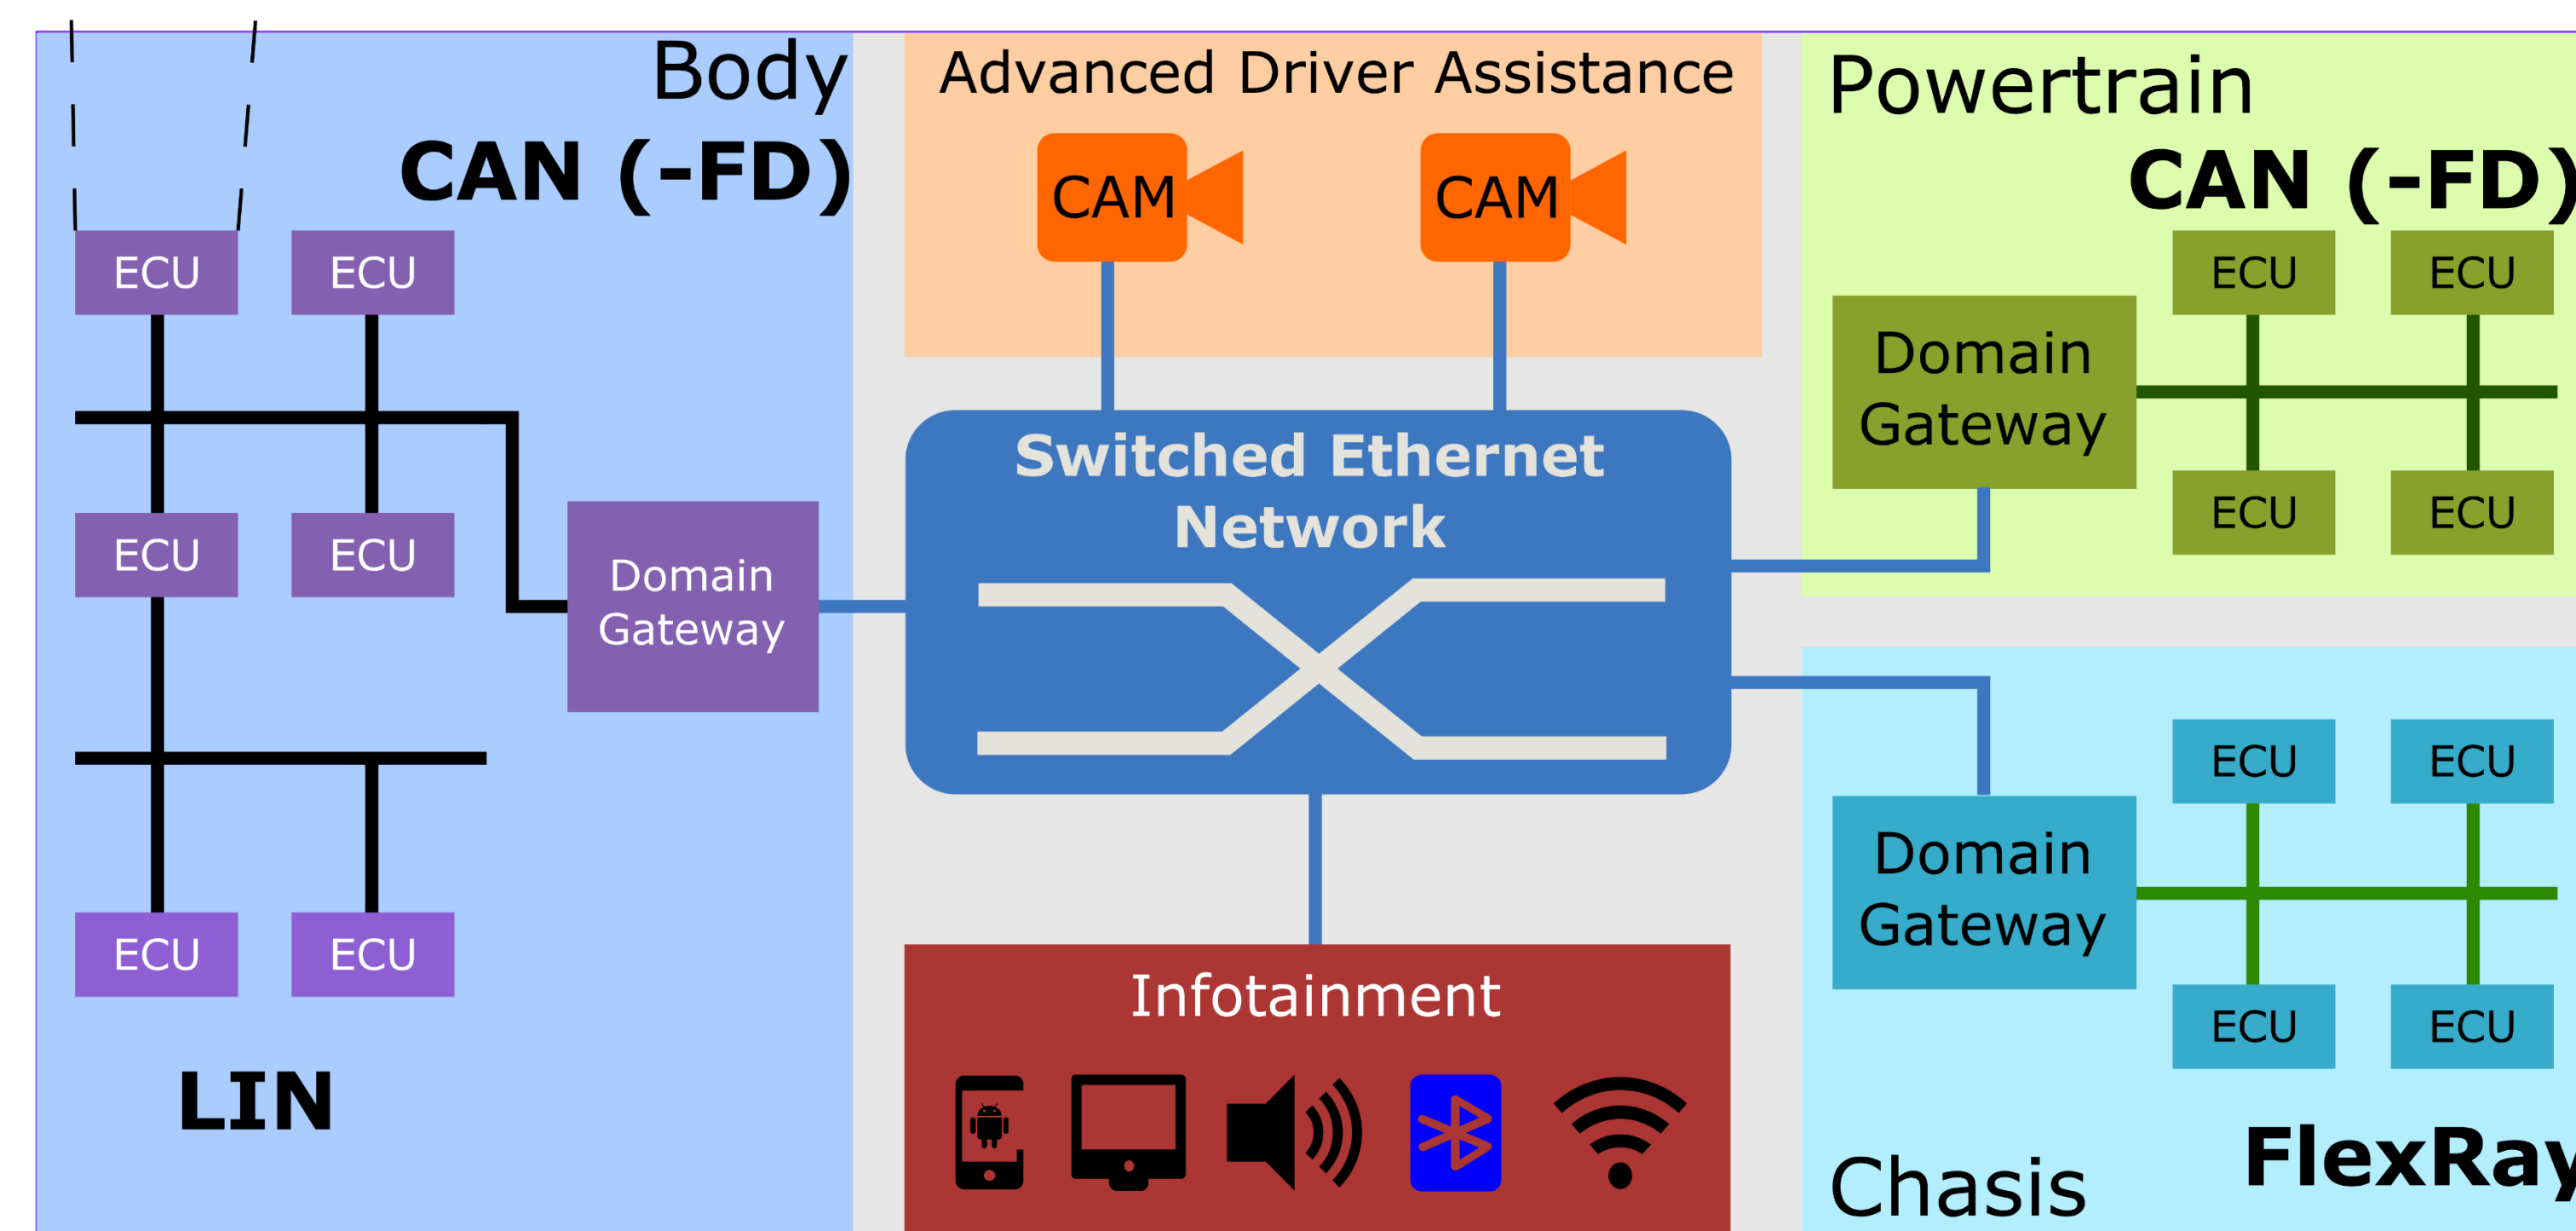 Body
CAN (-FD)
ECU ECU
ECU ECU
Domain
Gateway
ECU ECU
LIN
Advanced Driver Assistance
CAM CAM
Switched Ethernet
Network
Infotainment
Powertrain
CAN (-FD)
ECU ECU
Domain
Gateway
ECU ECU
ECU ECU
Domain
Gateway
ECU ECU
FlexRay
Chasis